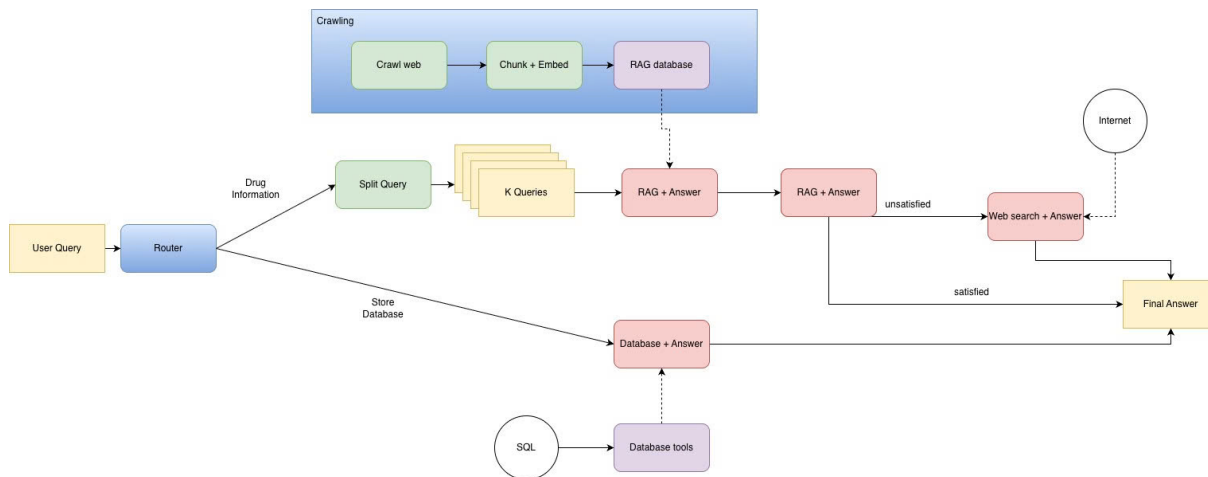 Crawling
Crawl web
Chunk + Embed
RAG database
Internet
Drug
Information
Split Query
K Queries
RAG + Answer
RAG + Answer
unsatisfied
Web search + Answer
User Query
Router
satisfied
Final Answer
Store
Database
Database + Answer
SQL
Database tools